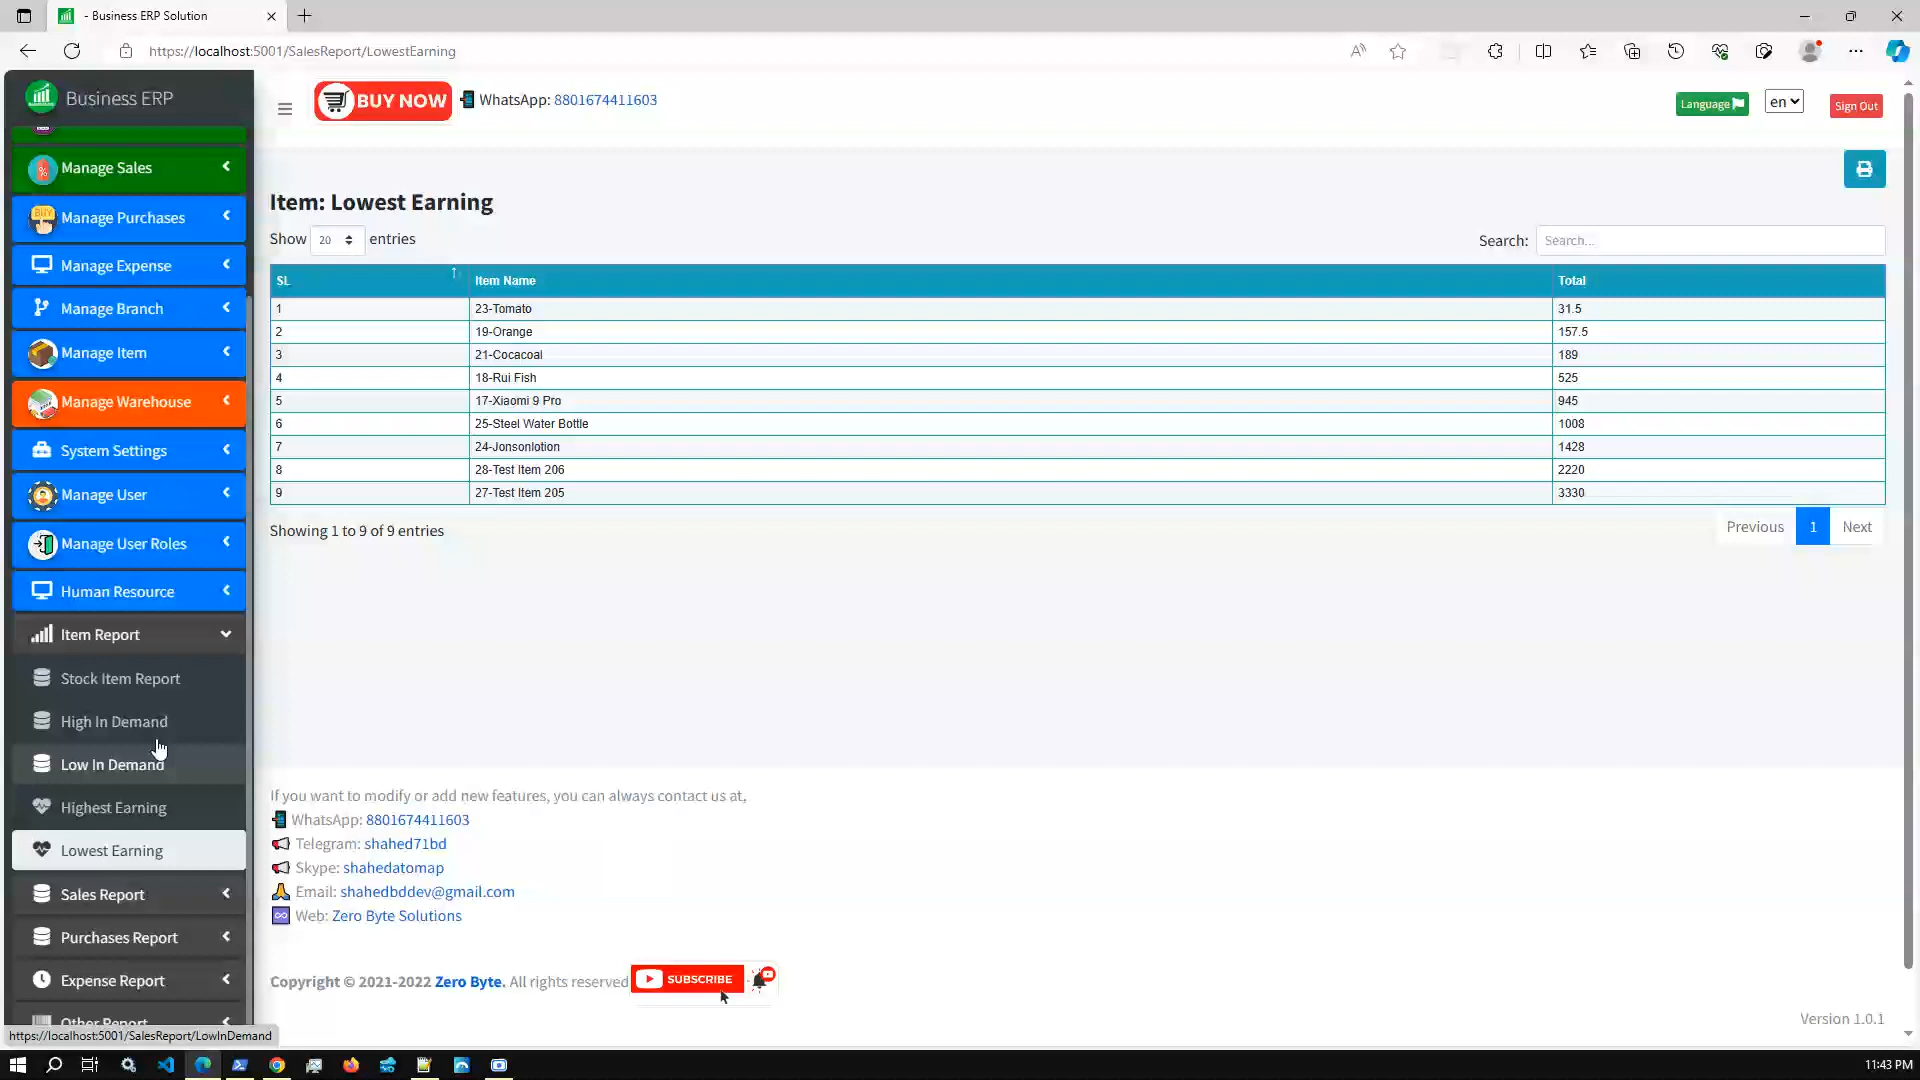 - Business ERP Solution
https://localhost:5001/SalesReport/LowestEarning
Business ERP
Manage Sales
BUY
Manage Purchases
Manage Expense
Manage Branch
Manage Item
Manage Warehouse
System Settings
Manage User
Manage User Roles
Human Resource
Item Report
Stock Item Report
High In Demand
Low In Demand
Highest Earning
Lowest Earning
Sales Report
Purchases Report
Expense Report
Other Report
https://localhost:5001/SalesReport/LowInDemand
BUY NOW
WhatsApp: 8801674411603
Language
en
Sign Out
Item: Lowest Earning
Show 20 entries
Search: Search...
SL Item Name Total
1 23-Tomato 31.5
2 19-Orange 157.5
3 21-Cocacoal 189
4 18-Rui Fish 525
5 17-Xiaomi 9 Pro 945
6 25-Steel Water Bottle 1008
7 24-Jonsonlotion 1428
8 28-Test Item 206 2220
9 27-Test Item 205 3330
Showing 1 to 9 of 9 entries
Previous 1 Next
If you want to modify or add new features, you can always contact us at,
WhatsApp: 8801674411603
Telegram: shahed71bd
Skype: shahedatomap
Email: shahedbddev@gmail.com
Web: Zero Byte Solutions
Copyright © 2021-2022 Zero Byte. All rights reserved
SUBSCRIBE
Version 1.0.1
11:43 PM